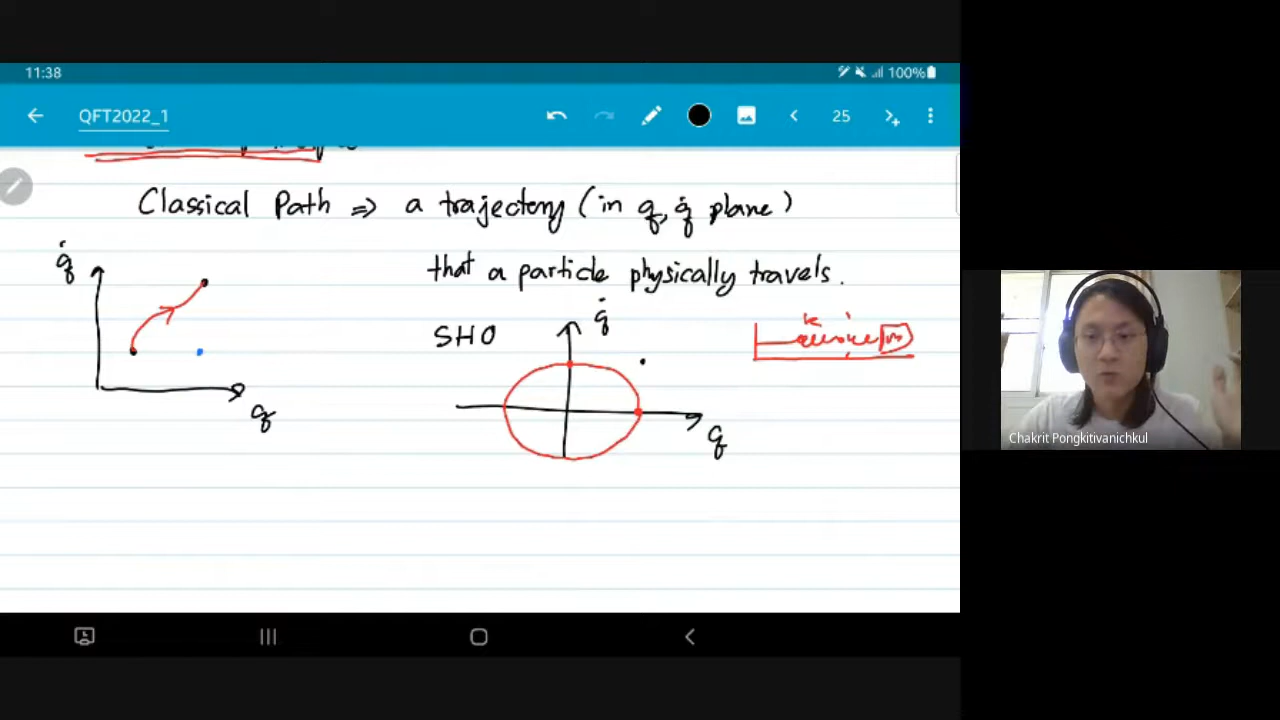 11:38
100%
QFT2022_1
25
Classical Path ⇒ a trajectory (in q, q̇ plane)
that a particle physically travels.
q̇
q
SHO
q̇
q
k
m
Chakrit Pongkitivanichkul